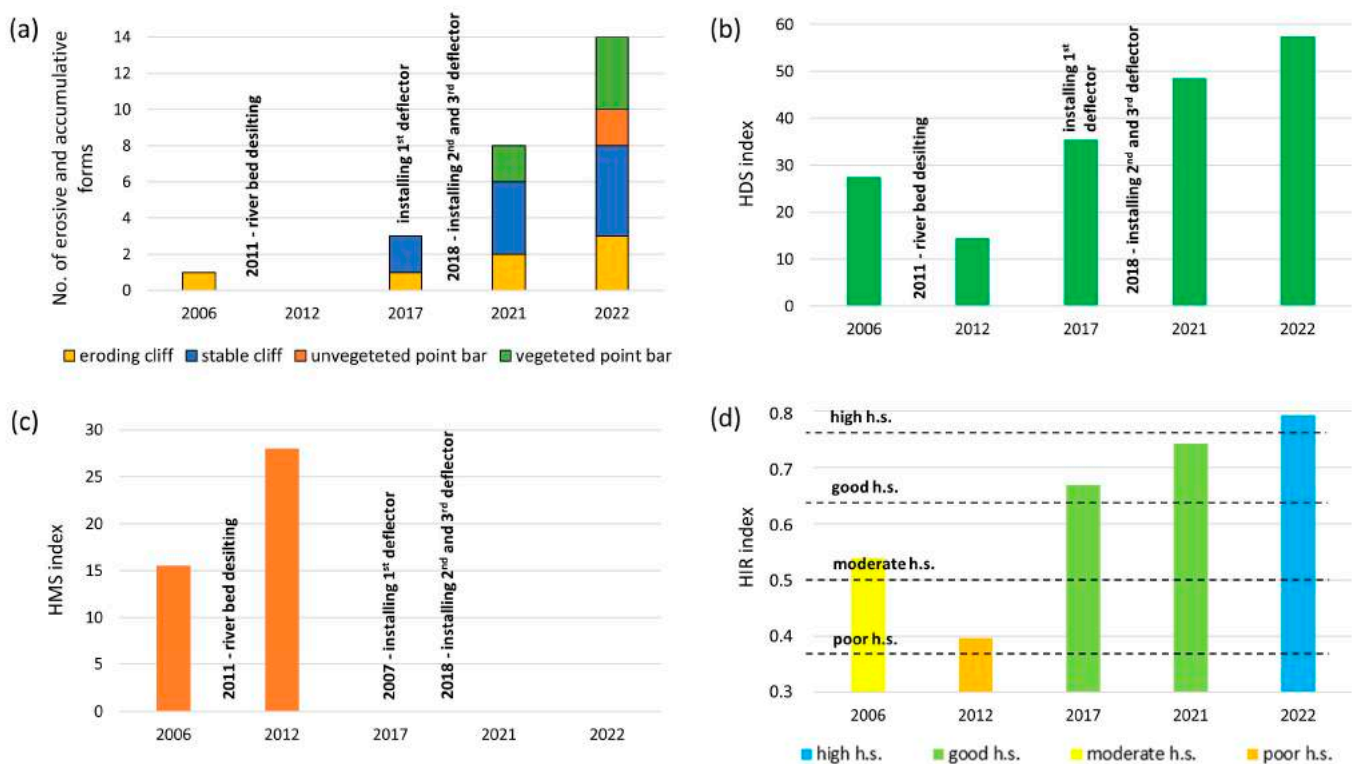 (a)
No. of erosive and accumulative
forms
14
12
10
8
6
4
2
0
2011 - river bed desilting
installing 1st deflector
2018 - installing 2nd and 3rd deflector
2006 2012 2017 2021 2022
eroding cliff stable cliff unvegeteted point bar vegeteted point bar
(b)
HDS index
60
50
40
30
20
10
0
2011 - river bed desilting
installing 1st
deflector
2018 - installing 2nd and 3rd deflector
2006 2012 2017 2021 2022
(c)
HMS index
30
25
20
15
10
5
0
2011 - river bed desilting
2007 - installing 1st deflector
2018 - installing 2nd and 3rd deflector
2006 2012 2017 2021 2022
(d)
HIR index
0.8
0.7
0.6
0.5
0.4
0.3
high h.s.
good h.s.
moderate h.s.
poor h.s.
2006 2012 2017 2021 2022
high h.s. good h.s. moderate h.s. poor h.s.